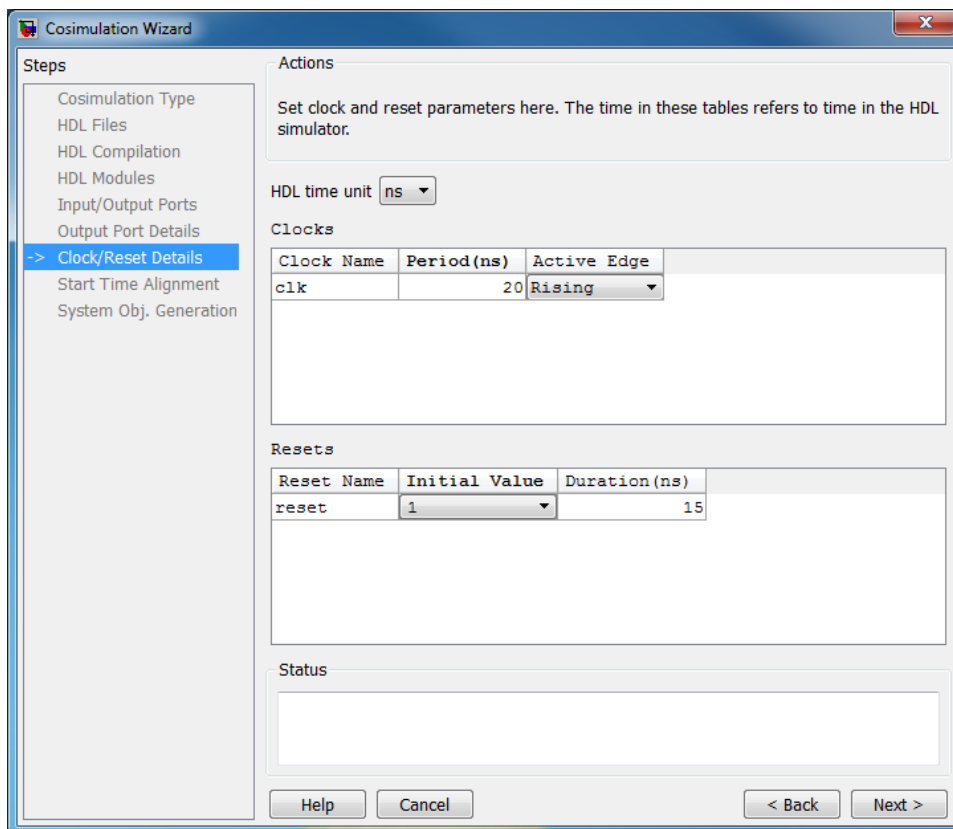 Cosimulation Wizard
Steps
Cosimulation Type
HDL Files
HDL Compilation
HDL Modules
Input/Output Ports
Output Port Details
-> Clock/Reset Details
Start Time Alignment
System Obj. Generation
Actions
Set clock and reset parameters here. The time in these tables refers to time in the HDL
simulator.
HDL time unit ns
Clocks
Clock Name Period(ns) Active Edge
clk 20 Rising
Resets
Reset Name Initial Value Duration(ns)
reset 1 15
Status
Help Cancel < Back Next >